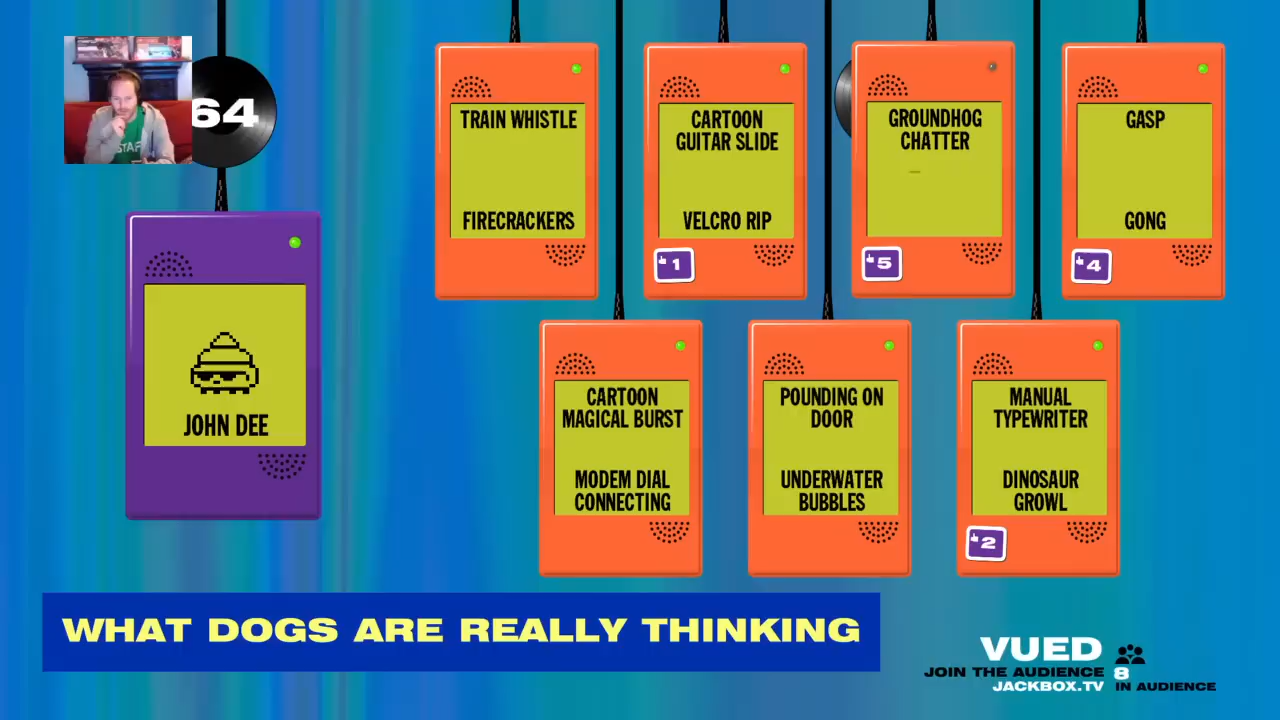 64
JOHN DEE
TRAIN WHISTLE
FIRECRACKERS
CARTOON
GUITAR SLIDE
VELCRO RIP
1
GROUNDHOG
CHATTER
5
GASP
GONG
4
CARTOON
MAGICAL BURST
MODEM DIAL
CONNECTING
POUNDING ON
DOOR
UNDERWATER
BUBBLES
MANUAL
TYPEWRITER
DINOSAUR
GROWL
2
WHAT DOGS ARE REALLY THINKING
VUED
JOIN THE AUDIENCE 8
JACKBOX.TV IN AUDIENCE